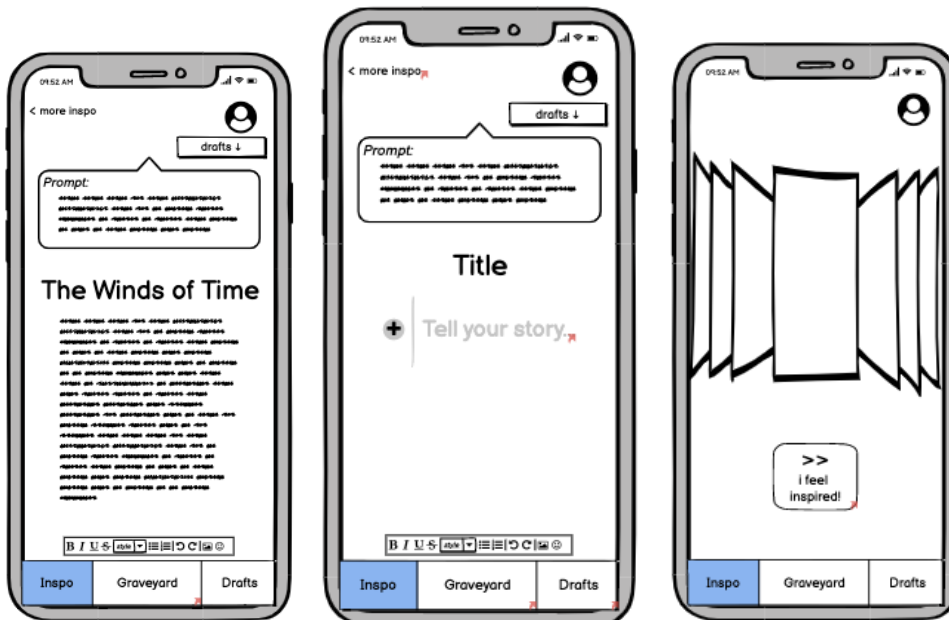 09:52 AM
< more inspo
drafts ↓
Prompt:
The Winds of Time
B I U S style
Inspo Graveyard Drafts
09:52 AM
< more inspo
drafts ↓
Prompt:
Title
Tell your story..
B I U S style
Inspo Graveyard Drafts
09:52 AM
>>
i feel
inspired!
Inspo Graveyard Drafts